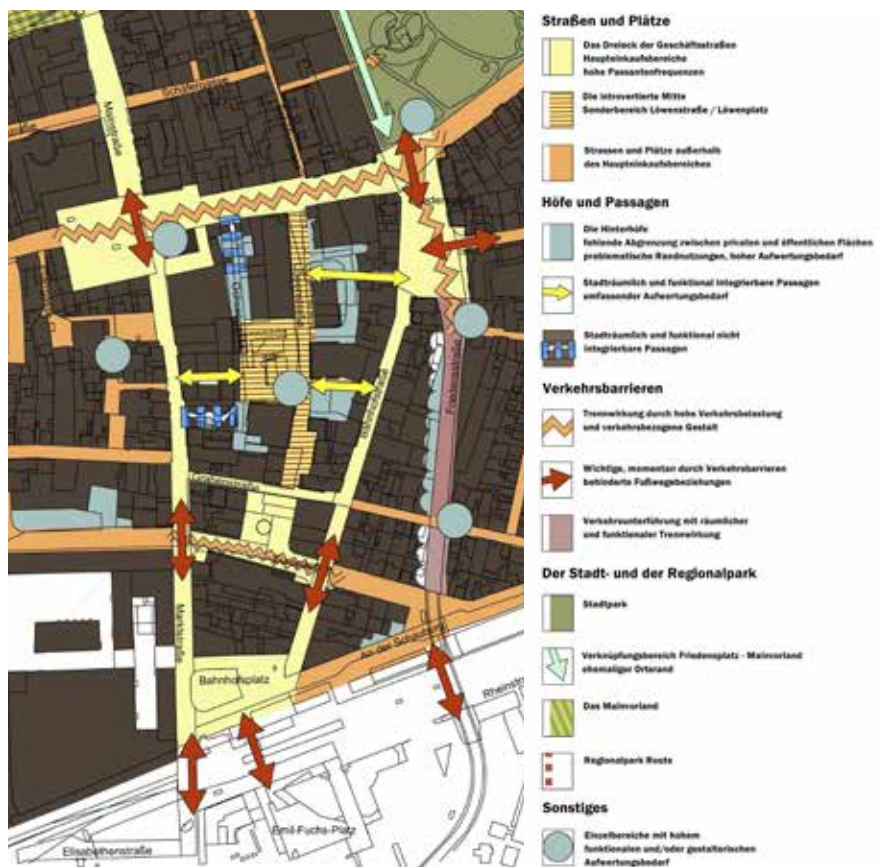 Schäfergasse
straße
Mainstraße
Friedensstraße
Bahnhofstraße
Marktstraße
Bahnhofsplatz
An der Schaftrieb
Rheinstr
Emil-Fuchs-Platz
Elisabethenstraße
Straßen und Plätze
Das Dreieck der Geschäftsstraßen
Haupteinkaufsbereiche
hohe Passantenfrequenzen
Die introvertierte Mitte
Sonderbereich Löwenstraße / Löwenplatz
Strassen und Plätze außerhalb
des Haupteinkaufsbereiches
Höfe und Passagen
Die Hinterhöfe
fehlende Abgrenzung zwischen privaten und öffentlichen Flächen
problematische Randnutzungen, hoher Aufwertungsbedarf
Stadträumlich und funktional integrierbare Passagen
umfassender Aufwertungsbedarf
Stadträumlich und funktional nicht
integrierbare Passagen
Verkehrsbarrieren
Trennwirkung durch hohe Verkehrsbelastung
und verkehrsbezogene Gestalt
Wichtige, momentan durch Verkehrsbarrieren
behinderte Fußwegebeziehungen
Verkehrsunterführung mit räumlicher
und funktionaler Trennwirkung
Der Stadt- und der Regionalpark
Stadtpark
Verknüpfungsbereich Friedensplatz - Mainvorland
ehemaliger Ortsrand
Das Mainvorland
Regionalpark Route
Sonstiges
Einzelbereiche mit hohem
funktionalen und/oder gestalterischen
Aufwertungsbedarf